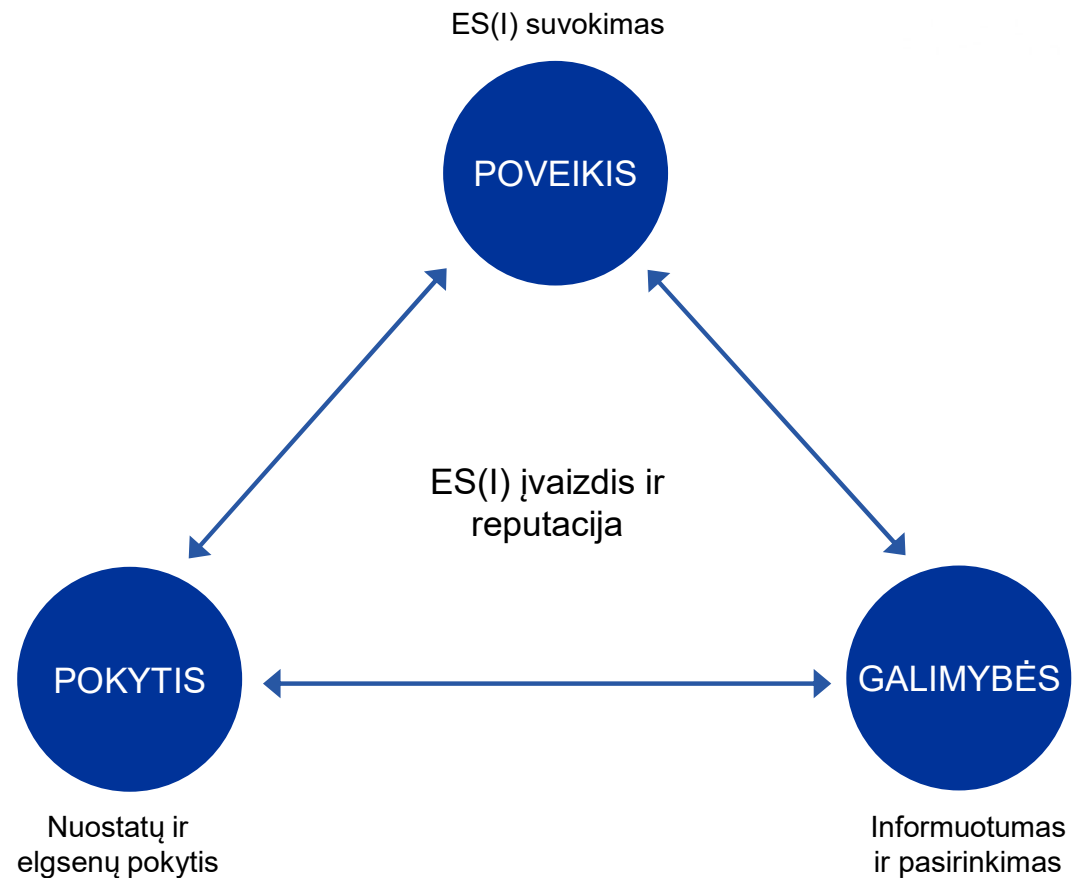 ES(I) suvokimas
POVEIKIS
ES(I) įvaizdis ir
reputacija
POKYTIS
GALIMYBĖS
Nuostatų ir
elgsenų pokytis
Informuotumas
ir pasirinkimas